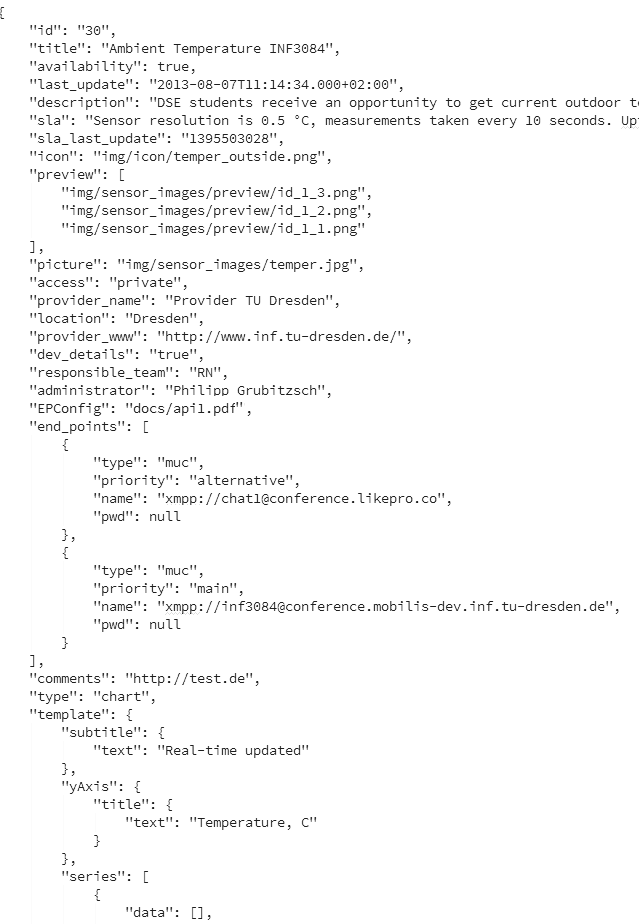 {
    "id": "30",
    "title": "Ambient Temperature INF3084",
    "availability": true,
    "last_update": "2013-08-07T11:14:34.000+02:00",
    "description": "DSE students receive an opportunity to get current outdoor
    "sla": "Sensor resolution is 0.5 °C, measurements taken every 10 seconds.
    "sla_last_update": "1395503028",
    "icon": "img/icon/temper_outside.png",
    "preview": [
        "img/sensor_images/preview/id_1_3.png",
        "img/sensor_images/preview/id_1_2.png",
        "img/sensor_images/preview/id_1_1.png"
    ],
    "picture": "img/sensor_images/temper.jpg",
    "access": "private",
    "provider_name": "Provider TU Dresden",
    "location": "Dresden",
    "provider_www": "http://www.inf.tu-dresden.de/",
    "dev_details": "true",
    "responsible_team": "RN",
    "administrator": "Philipp Grubitzsch",
    "EPConfig": "docs/api1.pdf",
    "end_points": [
        {
            "type": "muc",
            "priority": "alternative",
            "name": "xmpp://chat1@conference.likepro.co",
            "pwd": null
        },
        {
            "type": "muc",
            "priority": "main",
            "name": "xmpp://inf3084@conference.mobilis-dev.inf.tu-dresden.de",
            "pwd": null
        }
    ],
    "comments": "http://test.de",
    "type": "chart",
    "template": {
        "subtitle": {
            "text": "Real-time updated"
        },
        "yAxis": {
            "title": {
                "text": "Temperature, C"
            }
        },
        "series": [
            {
                "data": [],